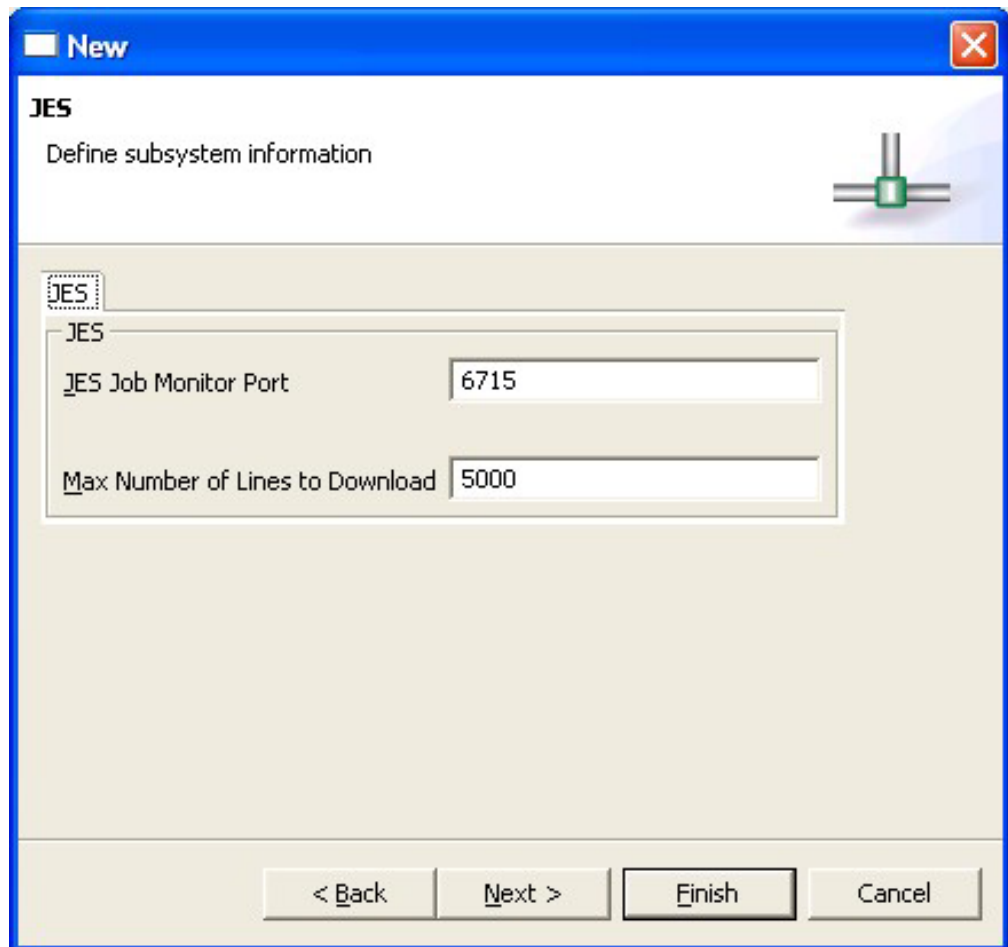 New
JES
Define subsystem information
JES
JES
JES Job Monitor Port 6715
Max Number of Lines to Download 5000
< Back Next > Finish Cancel